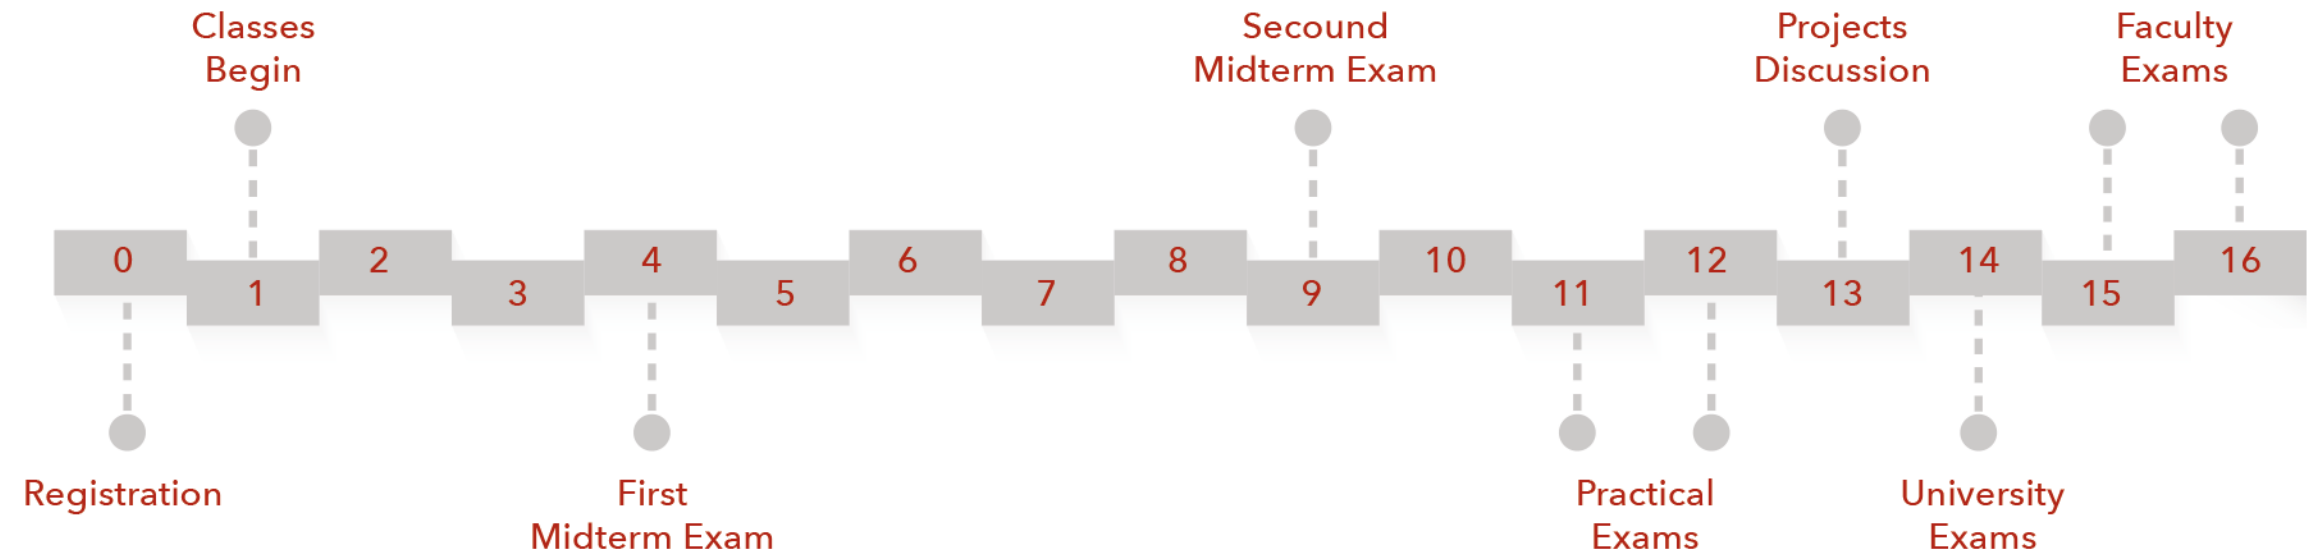 Classes
Begin
Secound
Midterm Exam
Projects
Discussion
Faculty
Exams
0
1
2
3
4
5
6
7
8
9
10
11
12
13
14
15
16
Registration
First
Midterm Exam
Practical
Exams
University
Exams